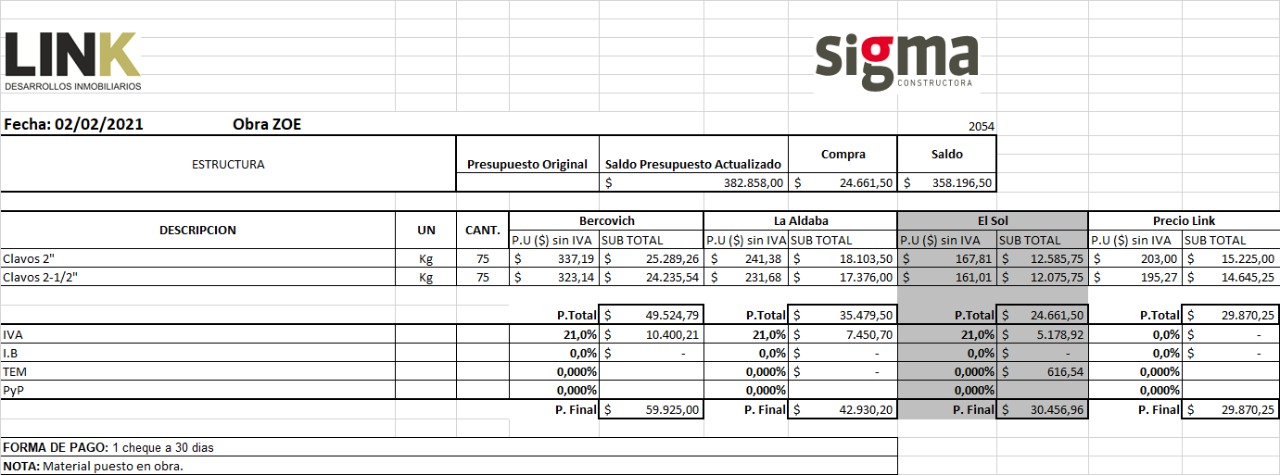 LINK
DESARROLLOS INMOBILIARIOS
sigma
CONSTRUCTORA
Fecha: 02/02/2021 Obra ZOE 2054
ESTRUCTURA Presupuesto Original Saldo Presupuesto Actualizado Compra Saldo
$ 382.858,00 $ 24.661,50 $ 358.196,50
DESCRIPCION UN CANT. Bercovich La Aldaba El Sol Precio Link
P.U ($) sin IVA SUB TOTAL P.U ($) sin IVA SUB TOTAL P.U ($) sin IVA SUB TOTAL P.U ($) sin IVA SUB TOTAL
Clavos 2" Kg 75 $ 337,19 $ 25.289,26 $ 241,38 $ 18.103,50 $ 167,81 $ 12.585,75 $ 203,00 $ 15.225,00
Clavos 2-1/2" Kg 75 $ 323,14 $ 24.235,54 $ 231,68 $ 17.376,00 $ 161,01 $ 12.075,75 $ 195,27 $ 14.645,25
P.Total $ 49.524,79 P.Total $ 35.479,50 P.Total $ 24.661,50 P.Total $ 29.870,25
IVA 21,0% $ 10.400,21 21,0% $ 7.450,70 21,0% $ 5.178,92 0,0% $ -
I.B 0,0% $ - 0,0% $ - 0,0% $ - 0,0% $ -
TEM 0,000% 0,000% $ - 0,000% $ 616,54 0,000%
PyP 0,000% 0,000% 0,000% 0,000%
P. Final $ 59.925,00 P. Final $ 42.930,20 P. Final $ 30.456,96 P. Final $ 29.870,25
FORMA DE PAGO: 1 cheque a 30 dias
NOTA: Material puesto en obra.